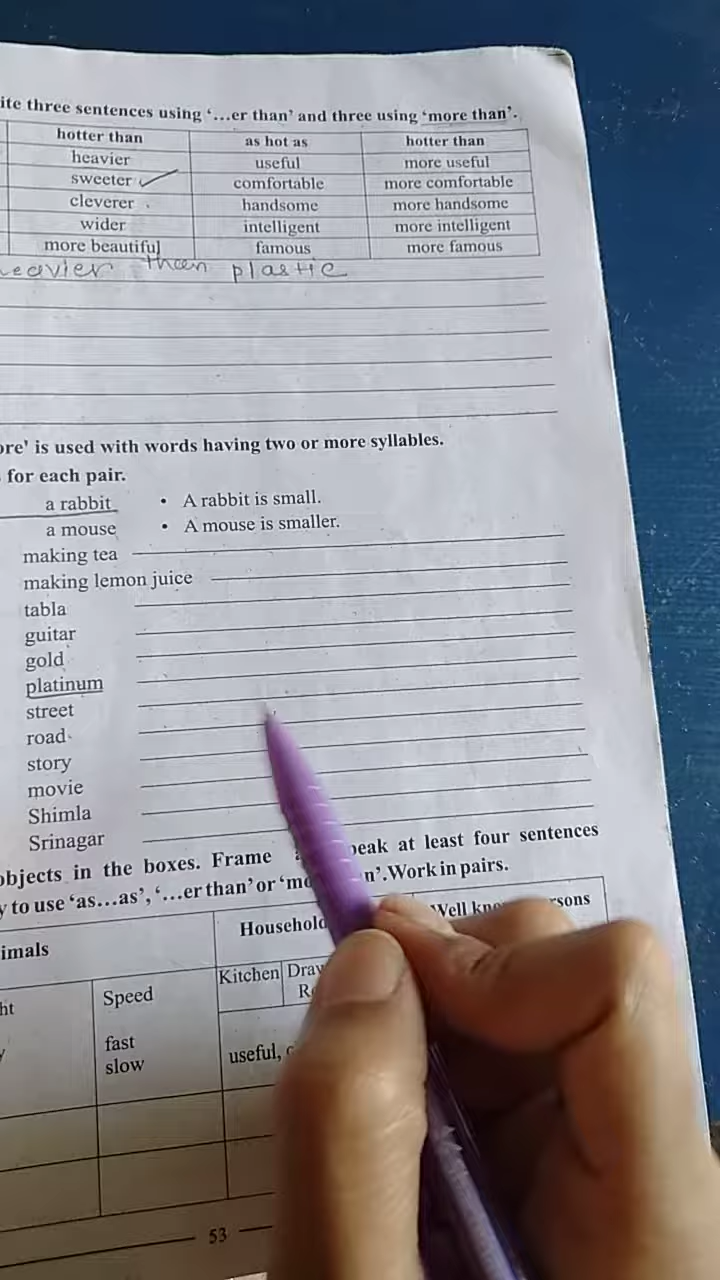 ite three sentences using ‘...er than’ and three using ‘more than’.
hotter than as hot as hotter than
heavier useful more useful
sweeter comfortable more comfortable
cleverer handsome more handsome
wider intelligent more intelligent
more beautiful famous more famous
heavier than plastic
ore' is used with words having two or more syllables.
for each pair.
a rabbit • A rabbit is small.
a mouse • A mouse is smaller.
making tea
making lemon juice
tabla
guitar
gold
platinum
street
road
story
movie
Shimla
Srinagar
objects in the boxes. Frame peak at least four sentences
y to use ‘as...as’, ‘...er than’ or ‘mo n’. Work in pairs.
imals Household Well kno rsons
ht Speed Kitchen Draw
y fast useful,
slow
53